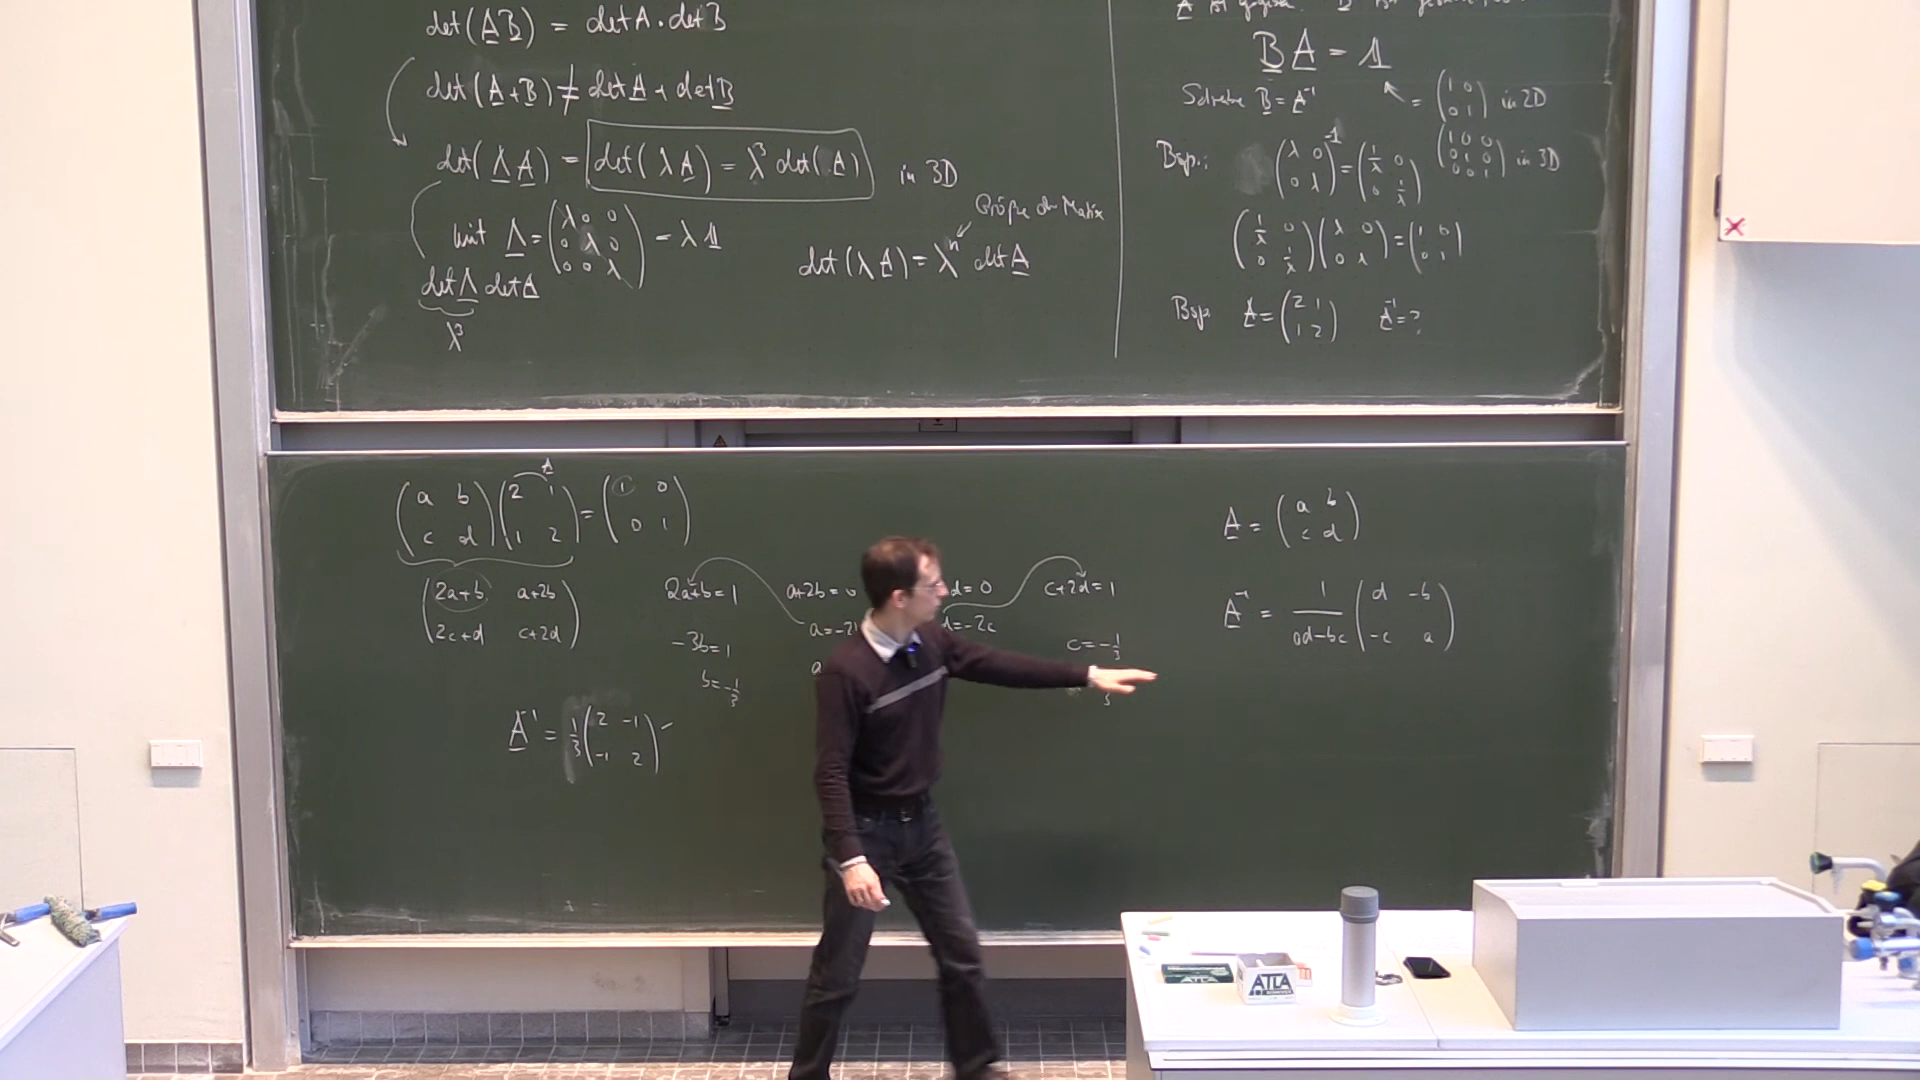 det(A̲B̲) = detA·detB̲
det(A̲+B̲) ≠ detA̲ + detB̲
det(Λ̲A̲) = det(λA̲) = λ³ det(A̲) in 3D
mit Λ̲ = (λ 0 0
0 λ 0
0 0 λ) = λ𝟙̲
detΛ̲ detA̲
λ³
Größe der Matrix
det(λA̲) = λⁿ detA̲
B̲ A̲ = 𝟙̲
Schreibe B̲ = A̲⁻¹
= (1 0
0 1) in 2D
(1 0 0
0 1 0
0 0 1) in 3D
Bsp.: (λ 0
0 λ)⁻¹ = (1/λ 0
0 1/λ)
(1/λ 0
0 1/λ)(λ 0
0 λ) = (1 0
0 1)
Bsp. A̲ = (2 1
1 2) A̲⁻¹ = ?
A̲
(a b
c d)(2 1
1 2) = (1 0
0 1)
(2a+b a+2b
2c+d c+2d)
2a+b=1 a+2b=0 d=0 c+2d=1
-3b=1 d=-2c c=-1/3
b=-1/3
A̲⁻¹ = 1/3 (2 -1
-1 2)
A̲ = (a b
c d)
A̲⁻¹ = 1/(ad-bc) (d -b
-c a)
ATLA